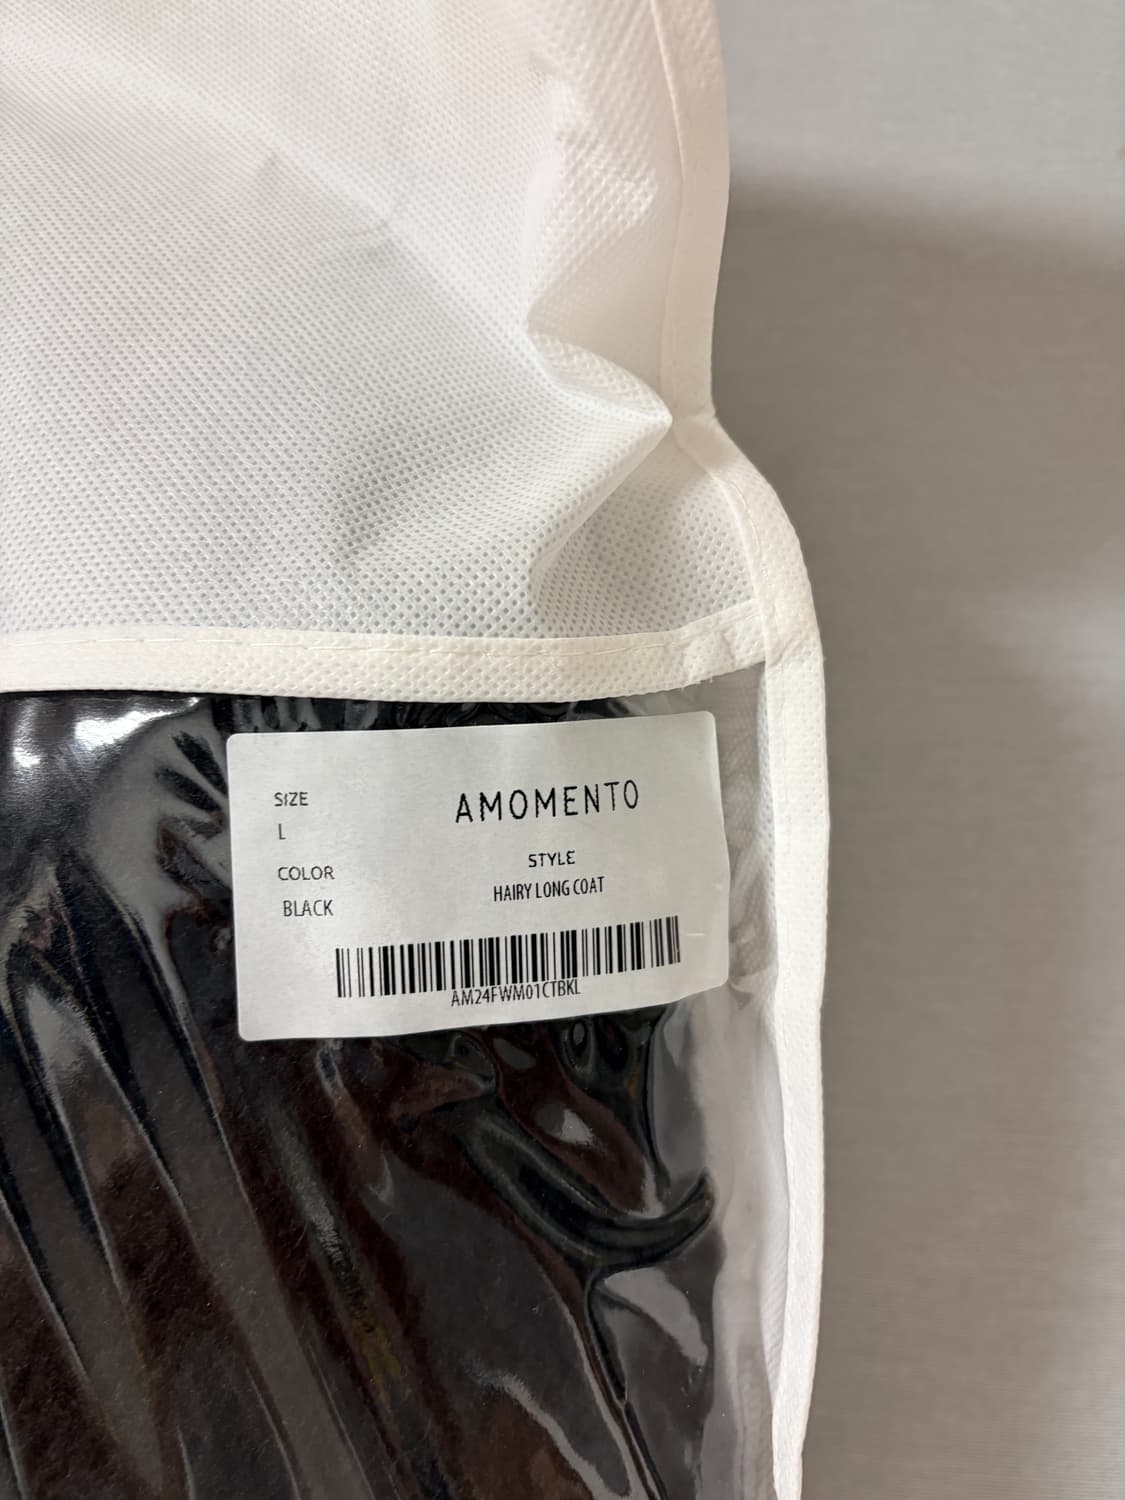 SIZE
L
COLOR
BLACK
AMOMENTO
STYLE
HAIRY LONG COAT
AM24FWM01CTBKL